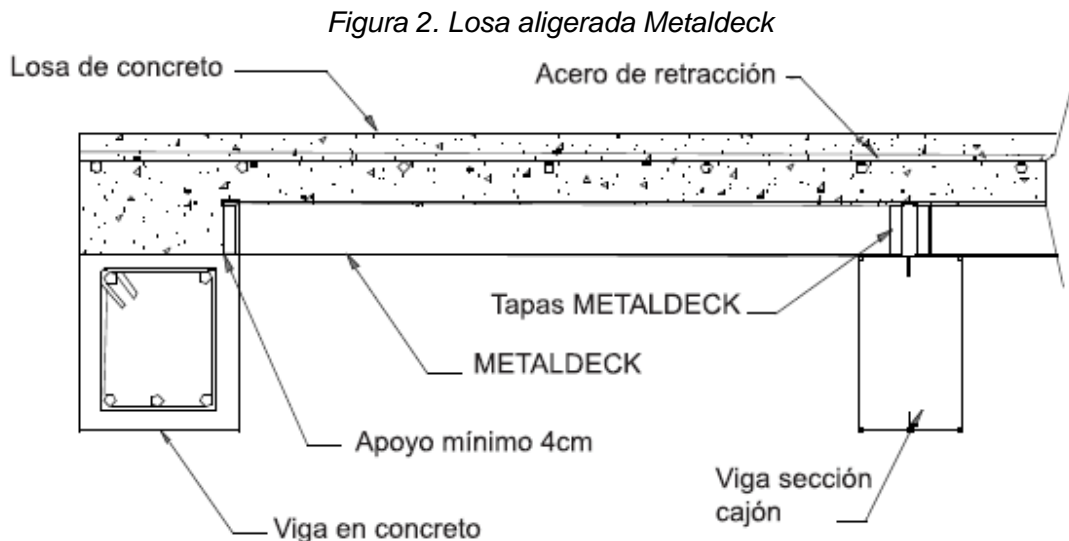 Figura 2. Losa aligerada Metaldeck
Losa de concreto
Acero de retracción
Tapas METALDECK
METALDECK
Apoyo mínimo 4cm
Viga sección
cajón
Viga en concreto